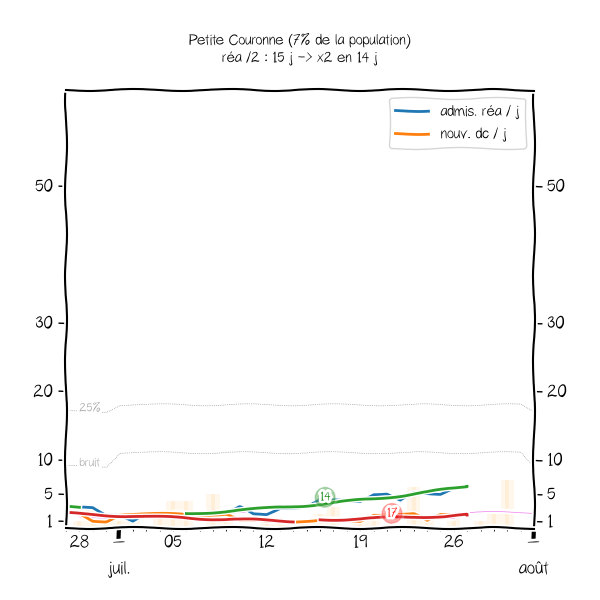 Petite Couronne (7% de la population)
réa /2 : 15 j -> x2 en 14 j
admis. réa / j
nouv. dc / j
50 50
30 30
20 20
25%
10 10
bruit
5 5
14
17
1 1
28 05 12 19 26
juil. août